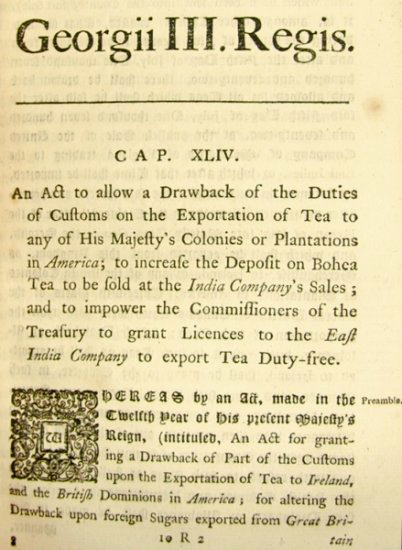 Georgii III. Regis.
CAP. XLIV.
An Act to allow a Drawback of the Duties
of Cuſtoms on the Exportation of Tea to
any of His Majeſty's Colonies or Plantations
in America; to increaſe the Depoſit on Bohea
Tea to be ſold at the India Company's Sales;
and to impower the Commiſſioners of the
Treaſury to grant Licences to the Eaſt
India Company to export Tea Duty-free.
WHEREAS by an Act, made in the
Preamble.
Twelfth Year of His preſent Majeſty's
Reign, (intituled, An Act for grant-
ing a Drawback of Part of the Cuſtoms
upon the Exportation of Tea to Ireland,
and the Britiſh Dominions in America; for altering the
Drawback upon foreign Sugars exported from Great Bri-
10 R 2
tain